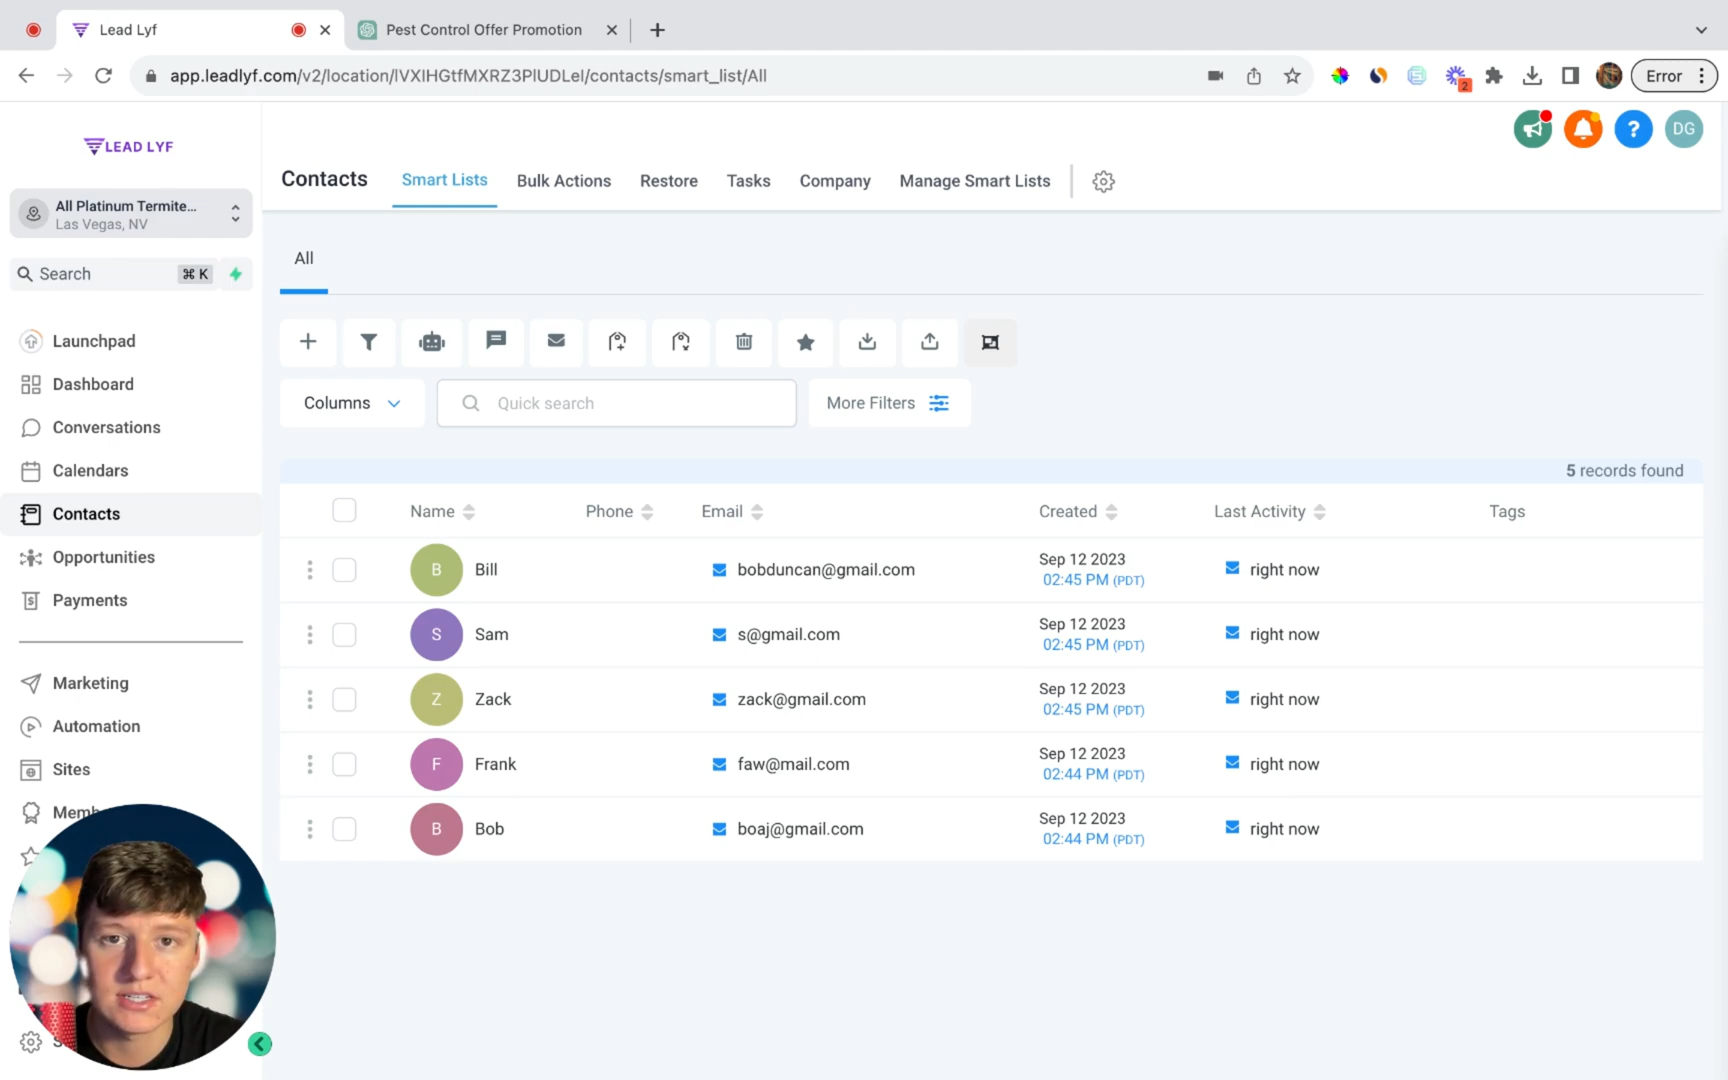 Lead Lyf
Pest Control Offer Promotion
app.leadlyf.com/v2/location/lVXIHGtfMXRZ3PlUDLeI/contacts/smart_list/All
2
Error
LEAD LYF
DG
All Platinum Termite...
Las Vegas, NV
Contacts
Smart Lists
Bulk Actions
Restore
Tasks
Company
Manage Smart Lists
Search
⌘ K
All
Launchpad
Dashboard
Conversations
Calendars
Contacts
Opportunities
Payments
Marketing
Automation
Sites
Memb
Columns
Quick search
More Filters
5 records found
Name
Phone
Email
Created
Last Activity
Tags
B
Bill
bobduncan@gmail.com
Sep 12 2023
02:45 PM (PDT)
right now
S
Sam
s@gmail.com
Sep 12 2023
02:45 PM (PDT)
right now
Z
Zack
zack@gmail.com
Sep 12 2023
02:45 PM (PDT)
right now
F
Frank
faw@mail.com
Sep 12 2023
02:44 PM (PDT)
right now
B
Bob
boaj@gmail.com
Sep 12 2023
02:44 PM (PDT)
right now